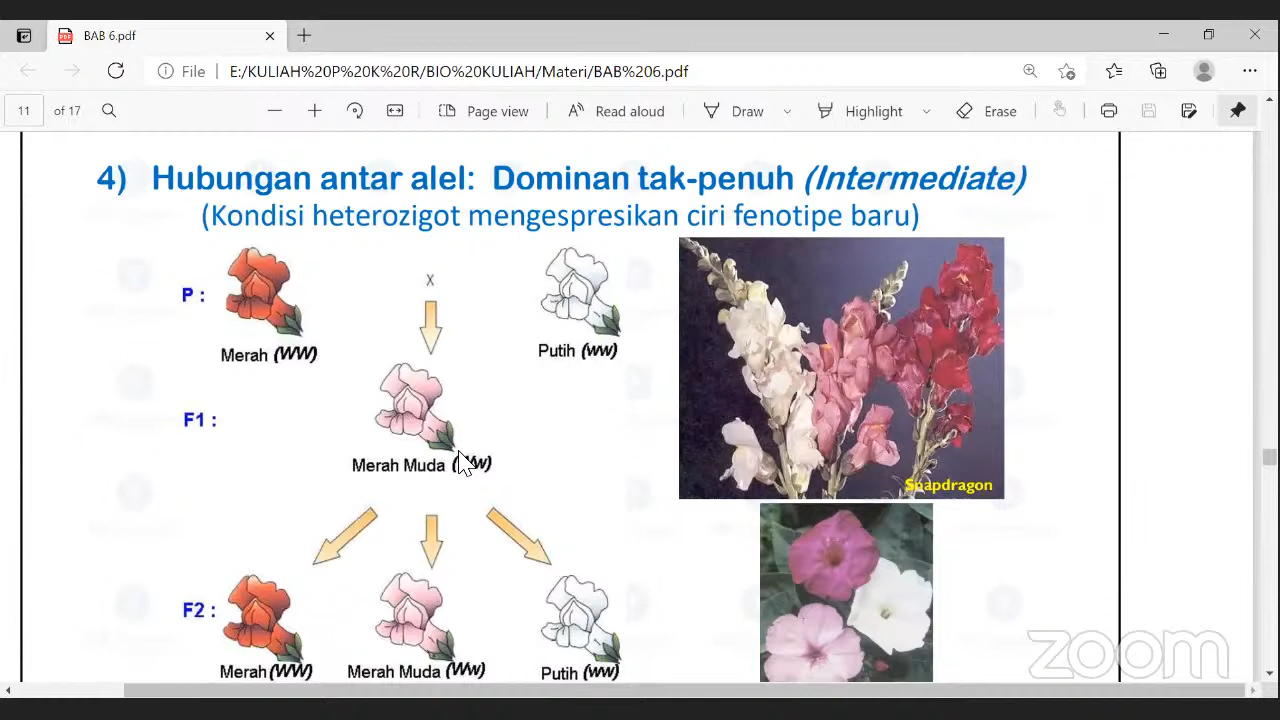 BAB 6.pdf
File E:/KULIAH%20P%20K%20R/BIO%20KULIAH/Materi/BAB%206.pdf
11 of 17 Page view Read aloud Draw Highlight Erase
4) Hubungan antar alel: Dominan tak-penuh (Intermediate)
(Kondisi heterozigot mengespresikan ciri fenotipe baru)
P :
X
Merah (WW)
Putih (ww)
F1 :
Merah Muda (Ww)
Snapdragon
F2 :
Merah(WW)
Merah Muda (Ww)
Putih (ww)
zoom